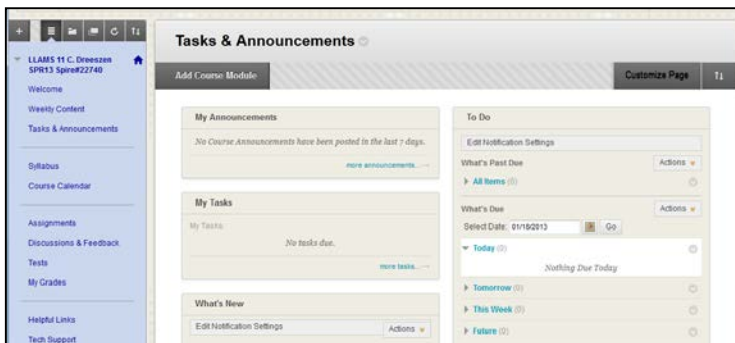 LLAMS 11 C. Dreeszen
SPR13 Spire#22740
Welcome
Weekly Content
Tasks & Announcements
Syllabus
Course Calendar
Assignments
Discussions & Feedback
Tests
My Grades
Helpful Links
Tech Support
Tasks & Announcements
Add Course Module
Customize Page
My Announcements
No Course Announcements have been posted in the last 7 days.
more announcements...
My Tasks
My Tasks:
No tasks due.
more tasks...
What's New
Edit Notification Settings
Actions
To Do
Edit Notification Settings
What's Past Due
Actions
All Items (0)
What's Due
Actions
Select Date: 01/18/2013
Go
Today (0)
Nothing Due Today
Tomorrow (0)
This Week (0)
Future (0)